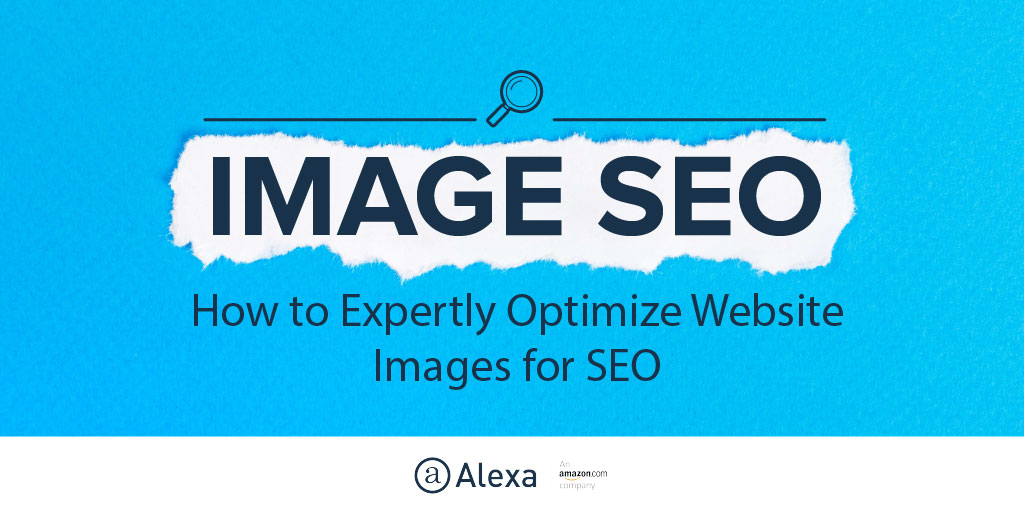 IMAGE SEO
How to Expertly Optimize Website
Images for SEO
a Alexa
An
amazon.com
company